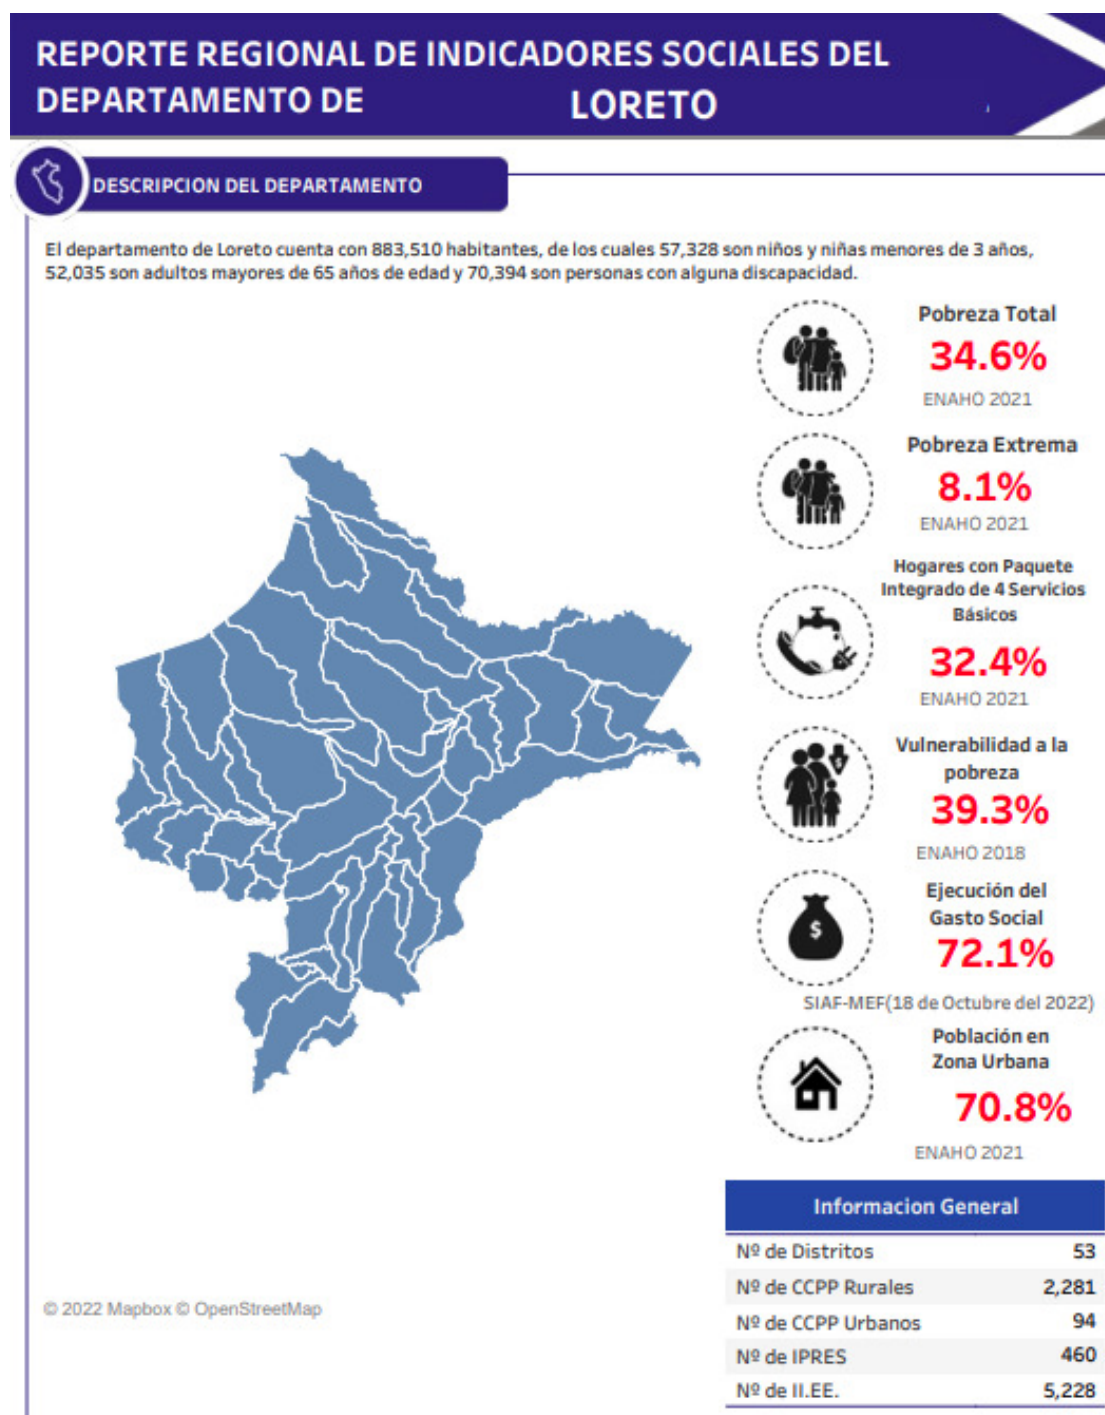 REPORTE REGIONAL DE INDICADORES SOCIALES DEL
DEPARTAMENTO DE LORETO
DESCRIPCION DEL DEPARTAMENTO
El departamento de Loreto cuenta con 883,510 habitantes, de los cuales 57,328 son niños y niñas menores de 3 años,
52,035 son adultos mayores de 65 años de edad y 70,394 son personas con alguna discapacidad.
Pobreza Total
34.6%
ENAHO 2021
Pobreza Extrema
8.1%
ENAHO 2021
Hogares con Paquete
Integrado de 4 Servicios
Básicos
32.4%
ENAHO 2021
Vulnerabilidad a la
pobreza
39.3%
ENAHO 2018
Ejecución del
Gasto Social
$
72.1%
SIAF-MEF(18 de Octubre del 2022)
Población en
Zona Urbana
70.8%
ENAHO 2021
Informacion General
Nº de Distritos 53
Nº de CCPP Rurales 2,281
Nº de CCPP Urbanos 94
Nº de IPRES 460
Nº de II.EE. 5,228
© 2022 Mapbox © OpenStreetMap